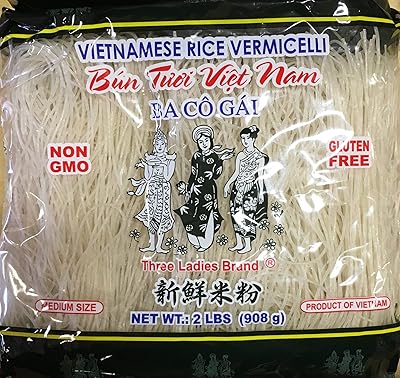 VIETNAMESE RICE VERMICELLI
Bún Tươi Việt Nam
BA CÔ GÁI
NON
GMO
GLUTEN
FREE
Three Ladies Brand ®
新鮮米粉
MEDIUM SIZE
PRODUCT OF VIETNAM
NET WT.: 2 LBS (908 g)